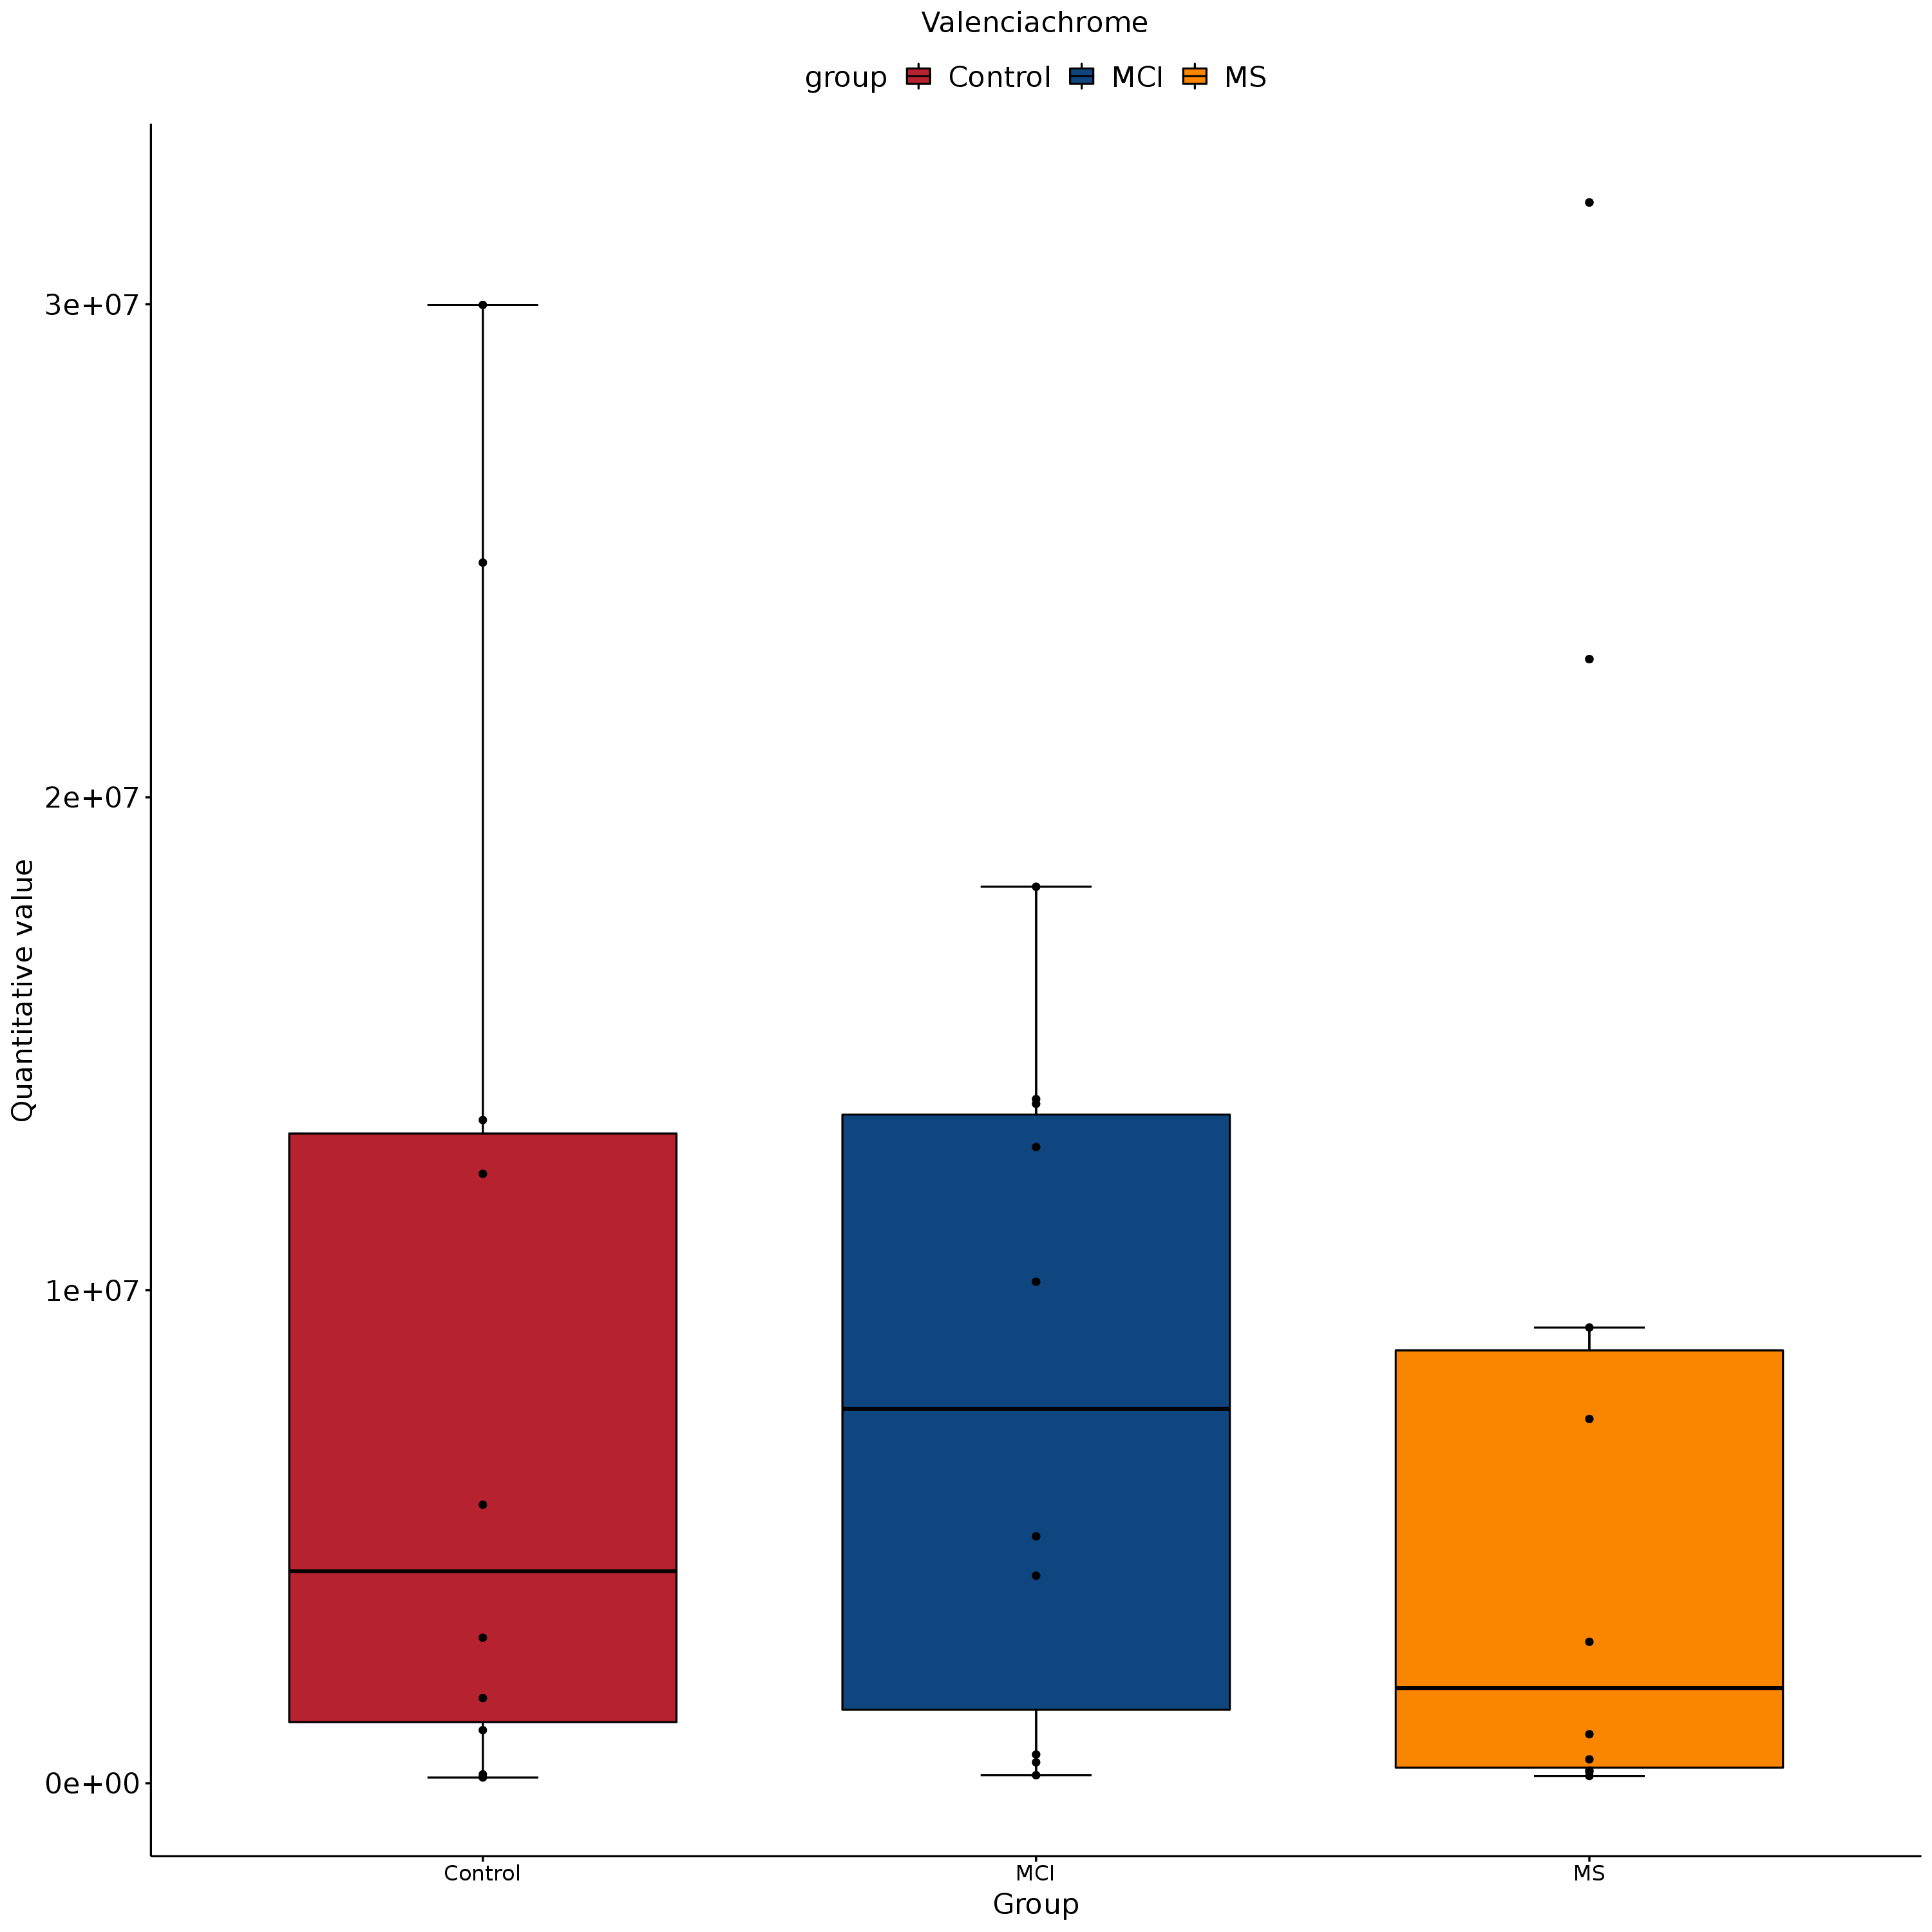 Valenciachrome
group Control MCI MS
3e+07
2e+07
1e+07
0e+00
Quantitative value
Control MCI MS
Group